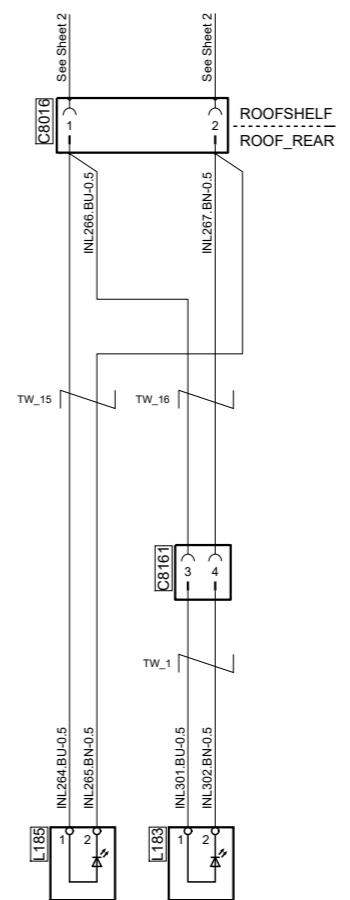 See Sheet 2
See Sheet 2
C8016
1
2
ROOFSHELF
ROOF_REAR
INL266.BU-0.5
INL267.BN-0.5
TW_15
TW_16
C8161
3
4
TW_1
INL264.BU-0.5
INL265.BN-0.5
INL301.BU-0.5
INL302.BN-0.5
L185
1
2
L183
1
2